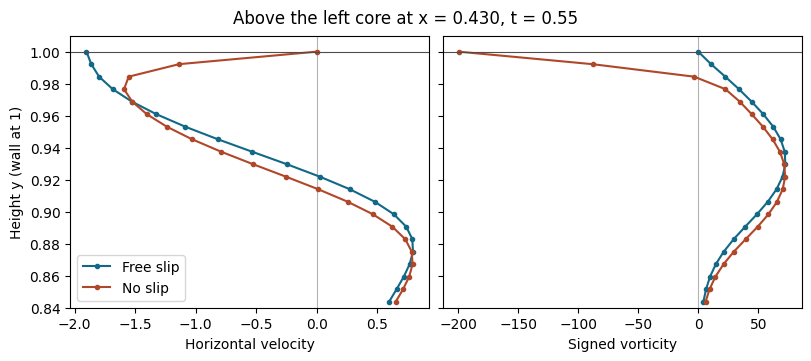 Above the left core at x = 0.430, t = 0.55
Height y (wall at 1)
1.00
0.98
0.96
0.94
0.92
0.90
0.88
0.86
0.84
Free slip
No slip
−2.0 −1.5 −1.0 −0.5 0.0 0.5
Horizontal velocity
−200 −150 −100 −50 0 50
Signed vorticity